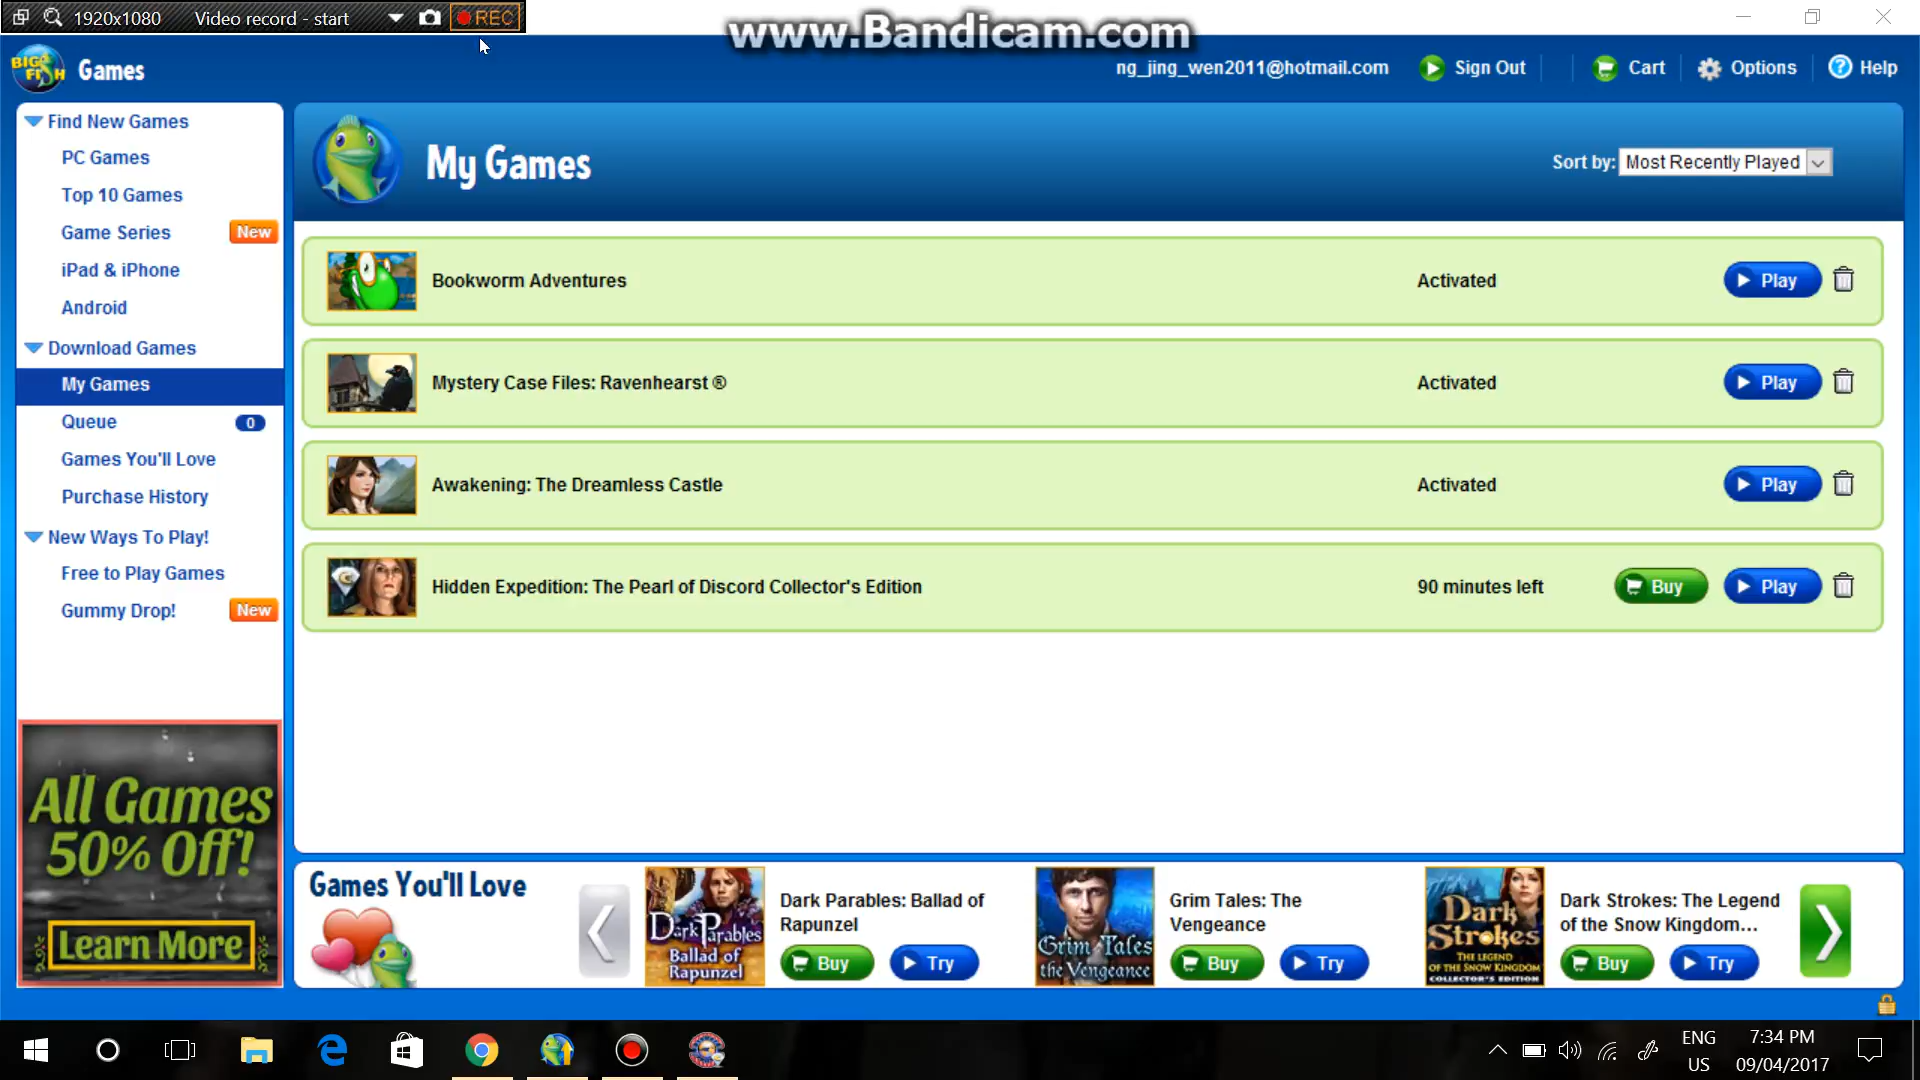 1920x1080 Video record - start REC
www.Bandicam.com
BIG FISH Games
ng_jing_wen2011@hotmail.com Sign Out Cart Options Help
Find New Games
PC Games
Top 10 Games
Game Series New
iPad & iPhone
Android
Download Games
My Games
Queue 0
Games You'll Love
Purchase History
New Ways To Play!
Free to Play Games
Gummy Drop! New
All Games
50% Off!
Learn More
My Games
Sort by: Most Recently Played
Bookworm Adventures Activated Play
Mystery Case Files: Ravenhearst ® Activated Play
Awakening: The Dreamless Castle Activated Play
Hidden Expedition: The Pearl of Discord Collector's Edition 90 minutes left Buy Play
Games You'll Love
Dark Parables
Ballad of
Rapunzel
Dark Parables: Ballad of
Rapunzel
Buy Try
Grim Tales
the Vengeance
Grim Tales: The
Vengeance
Buy Try
Dark
Strokes
THE LEGEND
OF THE SNOW KINGDOM
COLLECTOR'S EDITION
Dark Strokes: The Legend
of the Snow Kingdom...
Buy Try
ENG
US
7:34 PM
09/04/2017